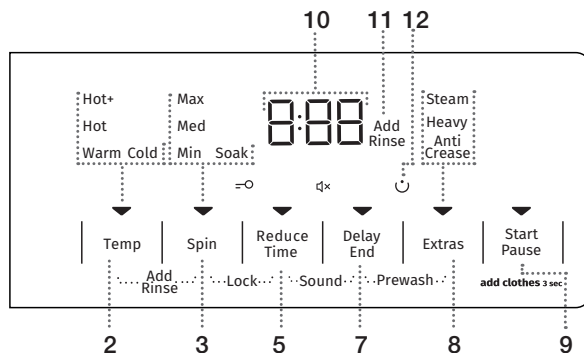 10 11 12
Hot+ Max 8:88 Steam
Hot Med Add Rinse Heavy
Warm Cold Min Soak Anti Crease
Temp Spin Reduce Time Delay End Extras Start Pause
Add Rinse Lock Sound Prewash add clothes 3 sec
2 3 5 7 8 9